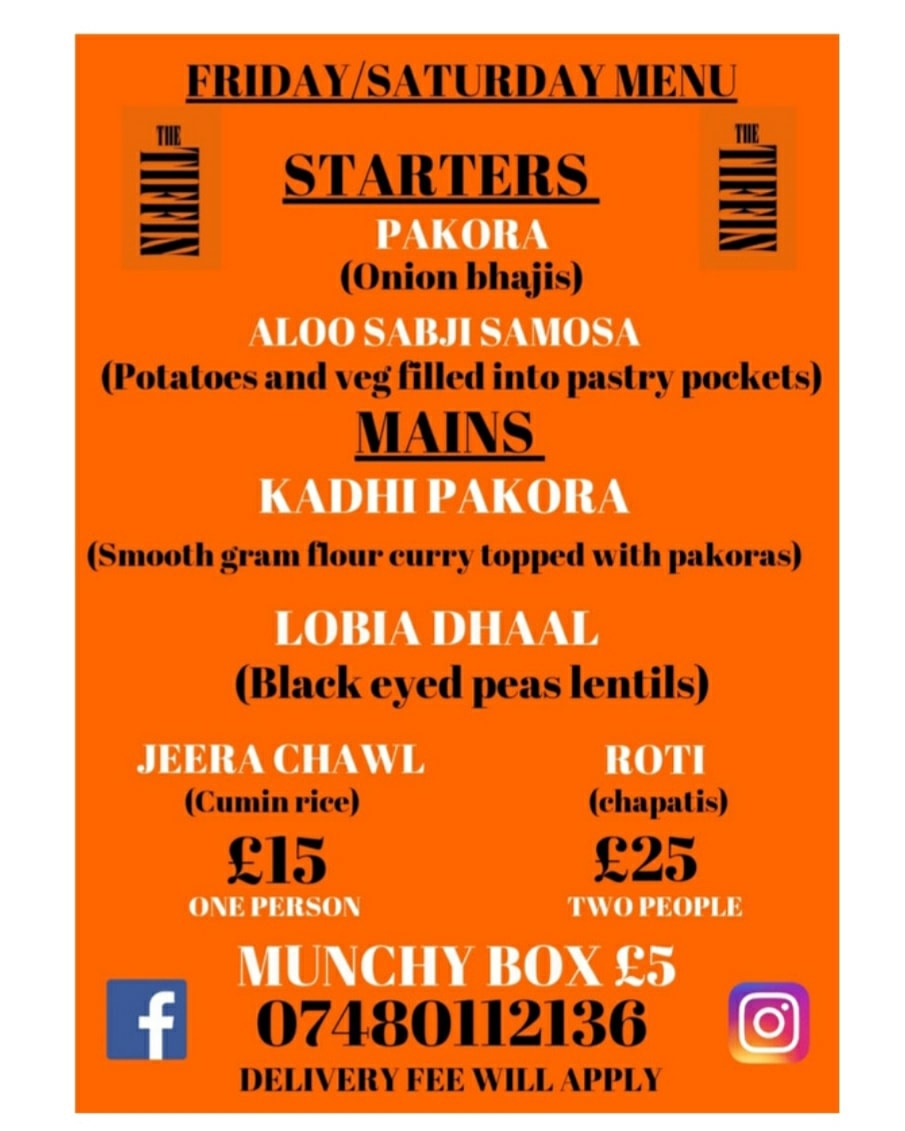 FRIDAY/SATURDAY MENU
THE
TIFFIN
THE
TIFFIN
STARTERS
PAKORA
(Onion bhajis)
ALOO SABJI SAMOSA
(Potatoes and veg filled into pastry pockets)
MAINS
KADHI PAKORA
(Smooth gram flour curry topped with pakoras)
LOBIA DHAAL
(Black eyed peas lentils)
JEERA CHAWL
(Cumin rice)
£15
ONE PERSON
ROTI
(chapatis)
£25
TWO PEOPLE
MUNCHY BOX £5
07480112136
DELIVERY FEE WILL APPLY